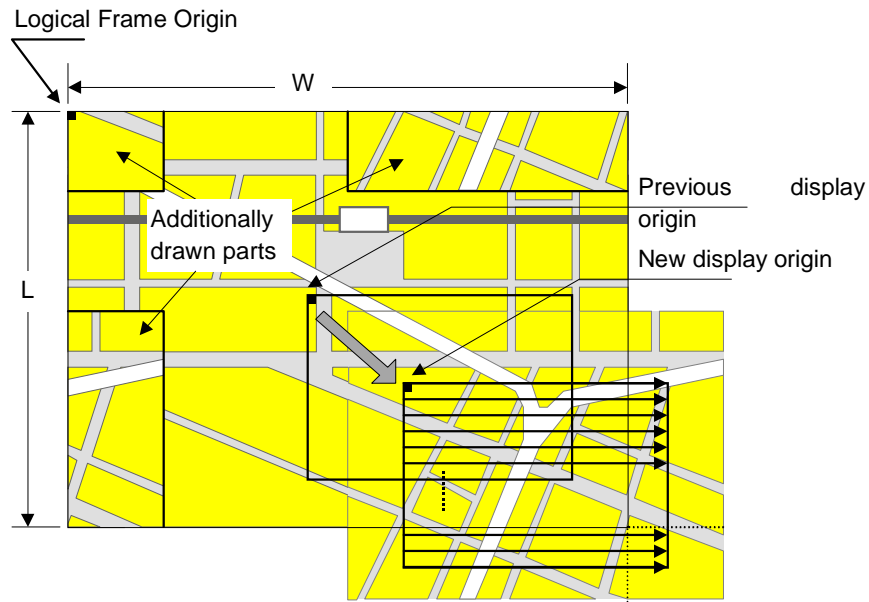 Logical Frame Origin
W
Previous display
origin
Additionally
drawn parts
New display origin
L